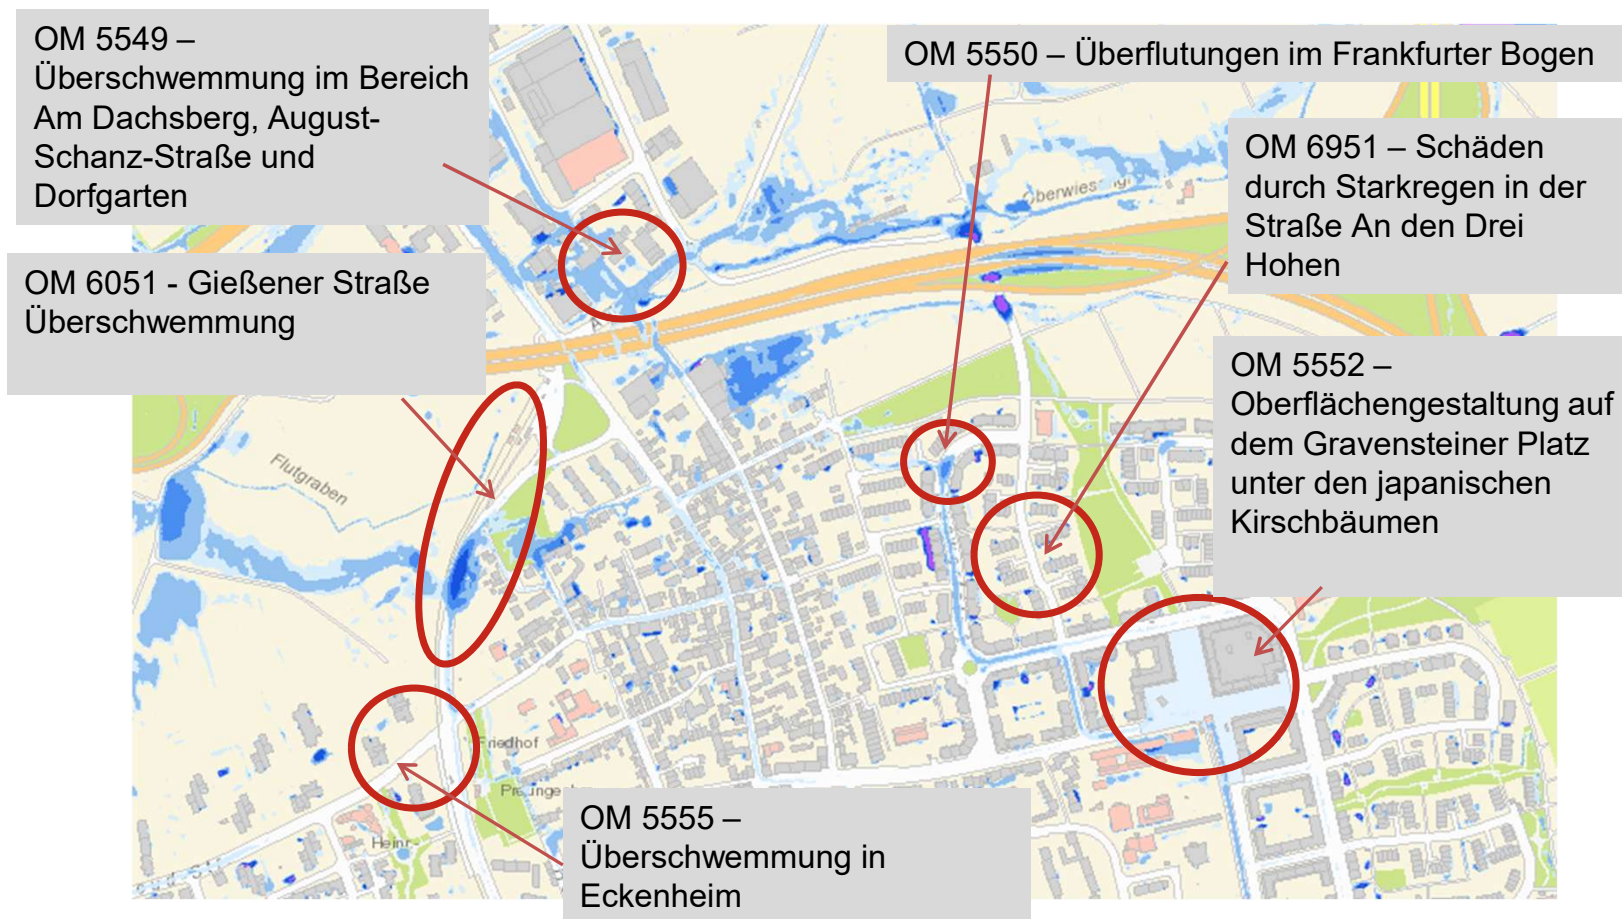 OM 5549 –
Überschwemmung im Bereich
Am Dachsberg, August-
Schanz-Straße und
Dorfgarten
OM 5550 – Überflutungen im Frankfurter Bogen
OM 6951 – Schäden
durch Starkregen in der
Straße An den Drei
Hohen
OM 6051 - Gießener Straße
Überschwemmung
OM 5552 –
Oberflächengestaltung auf
dem Gravensteiner Platz
unter den japanischen
Kirschbäumen
Flutgraben
Friedhof
OM 5555 –
Überschwemmung in
Eckenheim